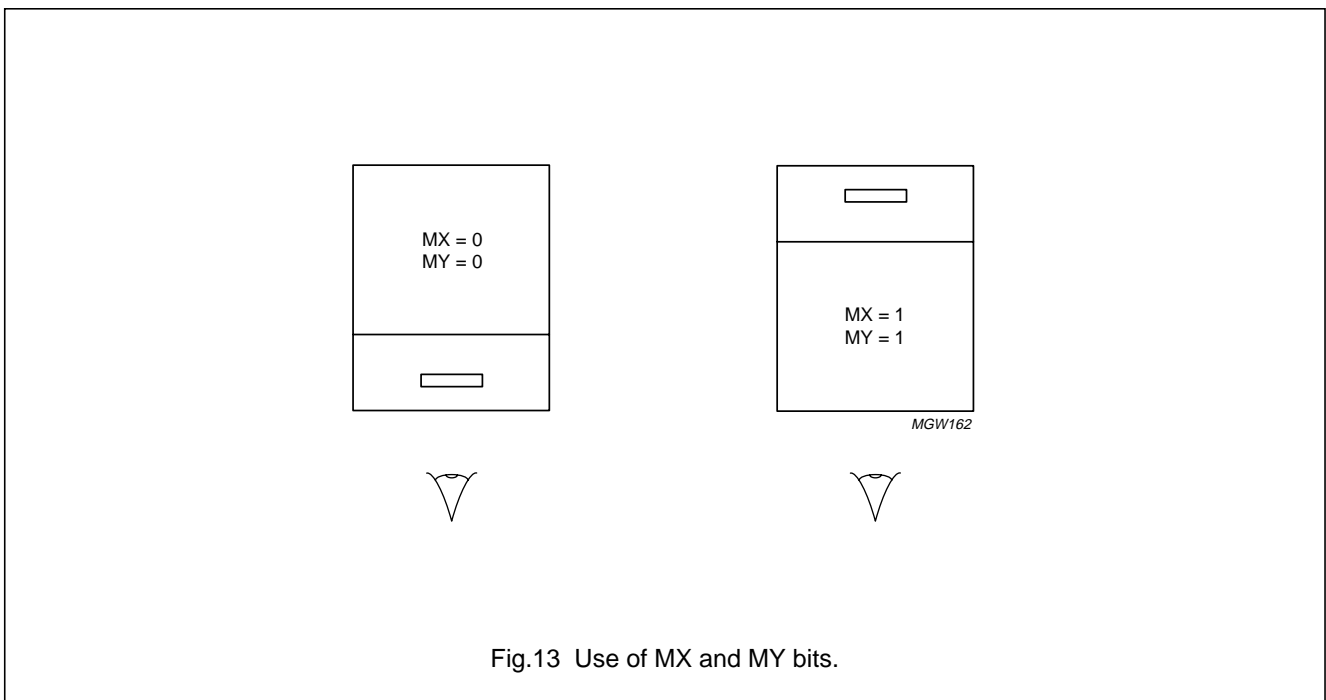 MX = 0
MY = 0
MX = 1
MY = 1
MGW162
Fig.13 Use of MX and MY bits.